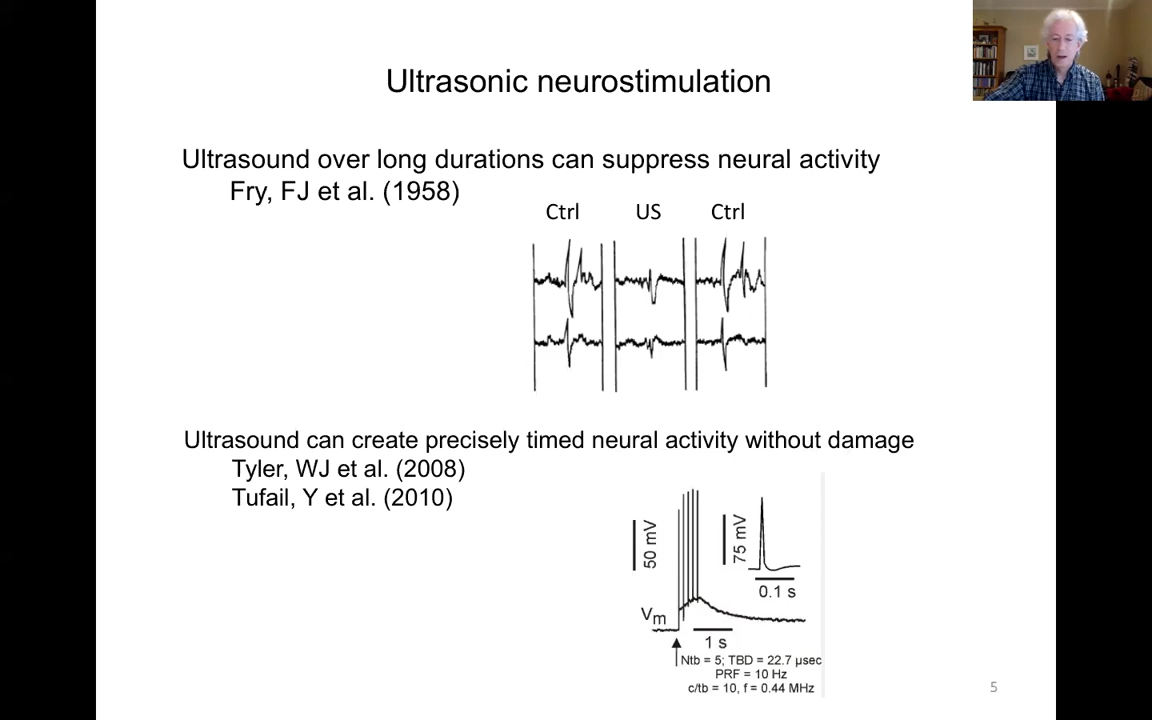 Ultrasonic neurostimulation
Ultrasound over long durations can suppress neural activity
Fry, FJ et al. (1958)
Ctrl US Ctrl
Ultrasound can create precisely timed neural activity without damage
Tyler, WJ et al. (2008)
Tufail, Y et al. (2010)
50 mV
75 mV
0.1 s
Vm
1 s
Ntb = 5; TBD = 22.7 µsec
PRF = 10 Hz
c/tb = 10, f = 0.44 MHz
5